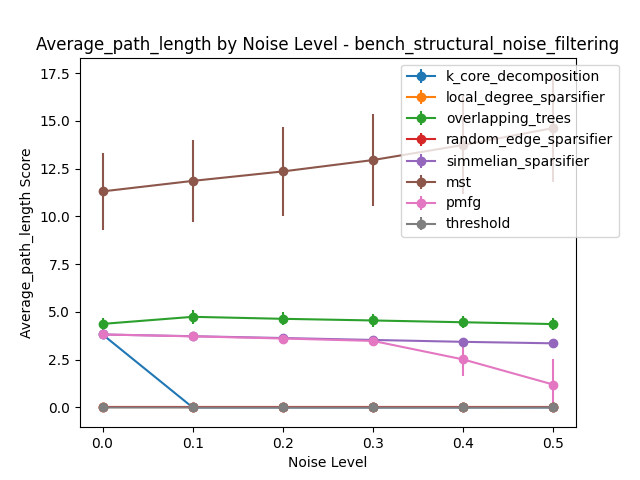 Average_path_length by Noise Level - bench_structural_noise_filtering
17.5
15.0
12.5
10.0
7.5
5.0
2.5
0.0
Average_path_length Score
k_core_decomposition
local_degree_sparsifier
overlapping_trees
random_edge_sparsifier
simmelian_sparsifier
mst
pmfg
threshold
0.0 0.1 0.2 0.3 0.4 0.5
Noise Level